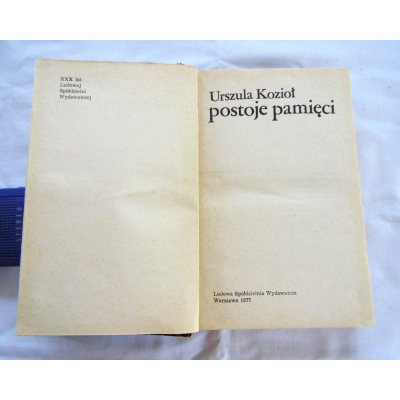 XXX lat
Ludowej
Spółdzielni
Wydawniczej
Urszula Kozioł
postoje pamięci
Ludowa Spółdzielnia Wydawnicza
Warszawa 1977